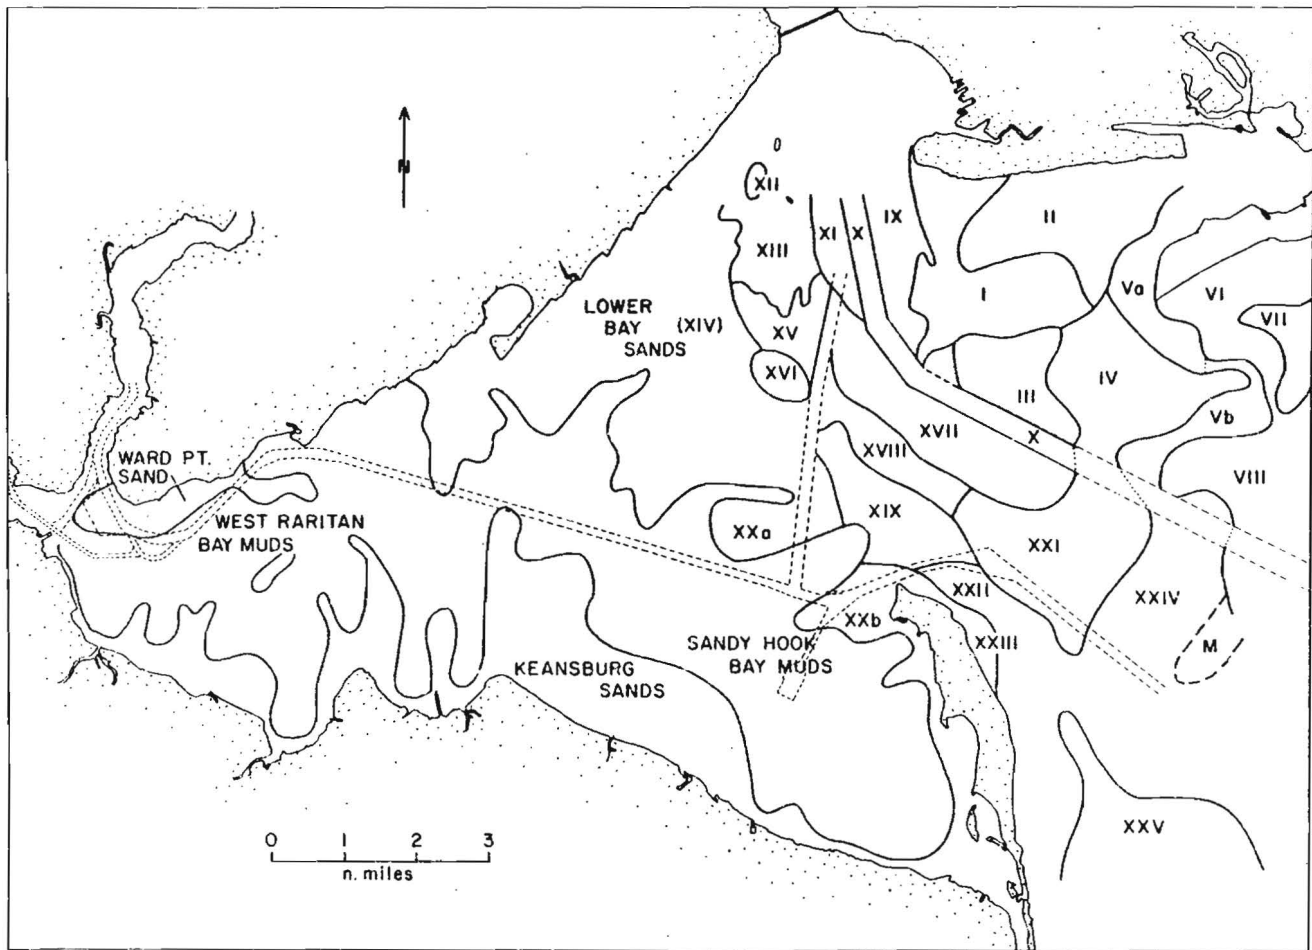 N
XII
XI
X
IX
II
XIII
I
Va
VI
VII
LOWER
BAY (XIV)
SANDS
XV
XVI
IV
III
Vb
XVII
X
XVIII
VIII
WARD PT.
SAND
WEST RARITAN
BAY MUDS
XIX
XXa
XXI
XXII
XXIV
XXb
SANDY HOOK
BAY MUDS
XXIII
M
KEANSBURG
SANDS
XXV
0 1 2 3
n. miles